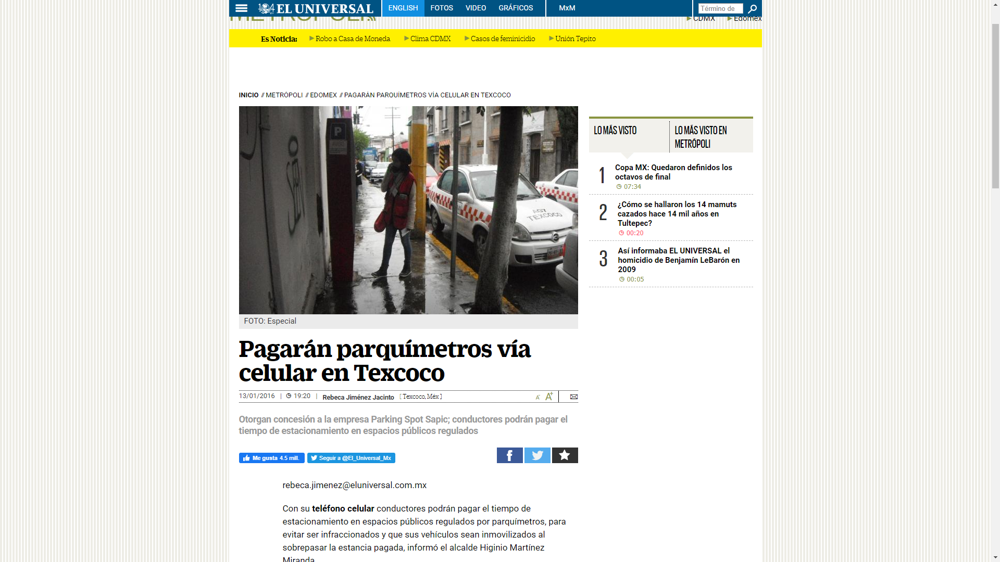 EL UNIVERSAL
ENGLISH
FOTOS
VIDEO
GRÁFICOS
MxM
Término de
CDMX
Edomex
Es Noticia:
Robo a Casa de Moneda
Clima CDMX
Casos de feminicidio
Unión Tepito
INICIO // METRÓPOLI // EDOMEX // PAGARÁN PARQUÍMETROS VÍA CELULAR EN TEXCOCO
P
AG7
TEXCOCO
FOTO: Especial
Pagarán parquímetros vía
celular en Texcoco
13/01/2016 | 19:20 | Rebeca Jiménez Jacinto [ Texcoco, Méx ]
A- A+
Otorgan concesión a la empresa Parking Spot Sapic; conductores podrán pagar el
tiempo de estacionamiento en espacios públicos regulados
Me gusta 4.5 mill.
Seguir a @El_Universal_Mx
rebeca.jimenez@eluniversal.com.mx
Con su teléfono celular conductores podrán pagar el tiempo de
estacionamiento en espacios públicos regulados por parquímetros, para
evitar ser infraccionados y que sus vehículos sean inmovilizados al
sobrepasar la estancia pagada, informó el alcalde Higinio Martínez
Miranda
LO MÁS VISTO
LO MÁS VISTO EN
METRÓPOLI
1
Copa MX: Quedaron definidos los
octavos de final
07:34
2
¿Cómo se hallaron los 14 mamuts
cazados hace 14 mil años en
Tultepec?
00:20
3
Así informaba EL UNIVERSAL el
homicidio de Benjamín LeBarón en
2009
00:05